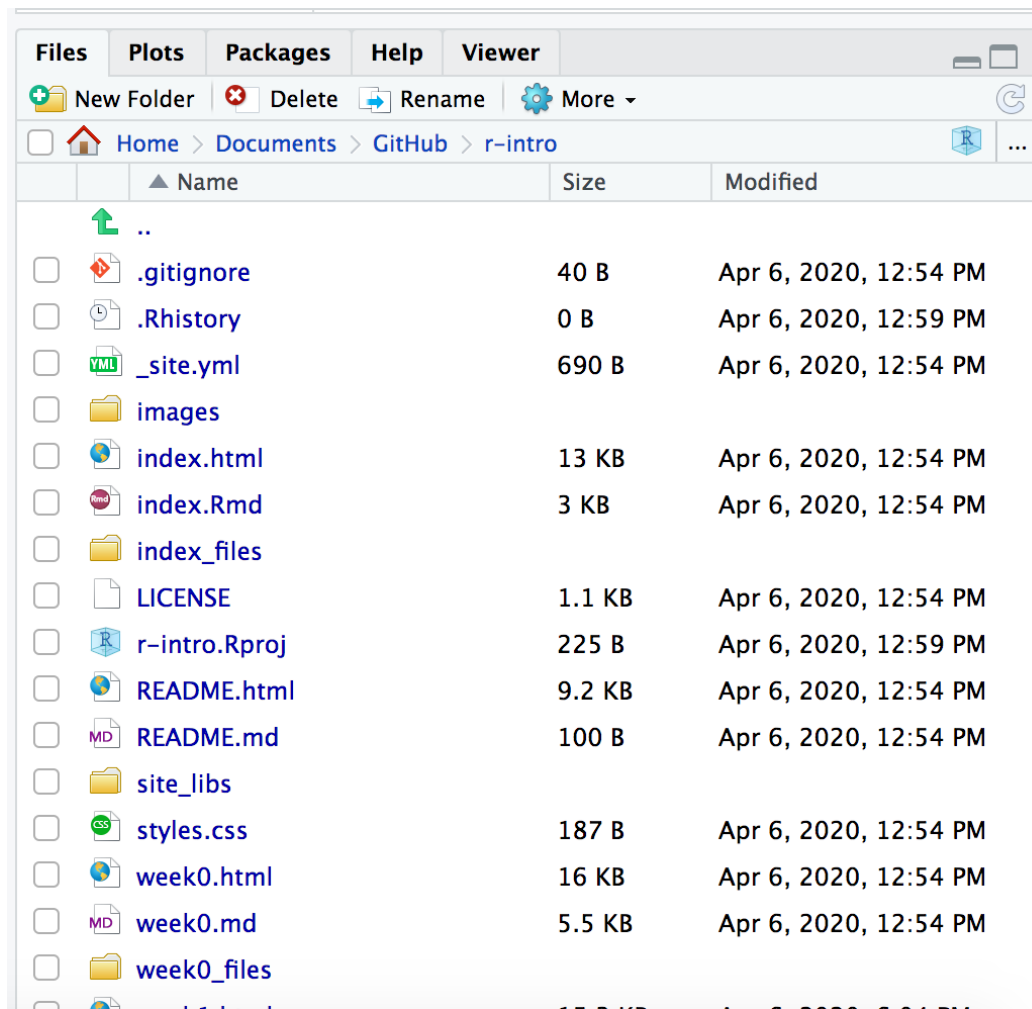 Files Plots Packages Help Viewer
New Folder Delete Rename More
Home > Documents > GitHub > r-intro R ...
Name Size Modified
..
.gitignore 40 B Apr 6, 2020, 12:54 PM
.Rhistory 0 B Apr 6, 2020, 12:59 PM
YML _site.yml 690 B Apr 6, 2020, 12:54 PM
images
index.html 13 KB Apr 6, 2020, 12:54 PM
Rmd index.Rmd 3 KB Apr 6, 2020, 12:54 PM
index_files
LICENSE 1.1 KB Apr 6, 2020, 12:54 PM
R r-intro.Rproj 225 B Apr 6, 2020, 12:59 PM
README.html 9.2 KB Apr 6, 2020, 12:54 PM
MD README.md 100 B Apr 6, 2020, 12:54 PM
site_libs
CSS styles.css 187 B Apr 6, 2020, 12:54 PM
week0.html 16 KB Apr 6, 2020, 12:54 PM
MD week0.md 5.5 KB Apr 6, 2020, 12:54 PM
week0_files